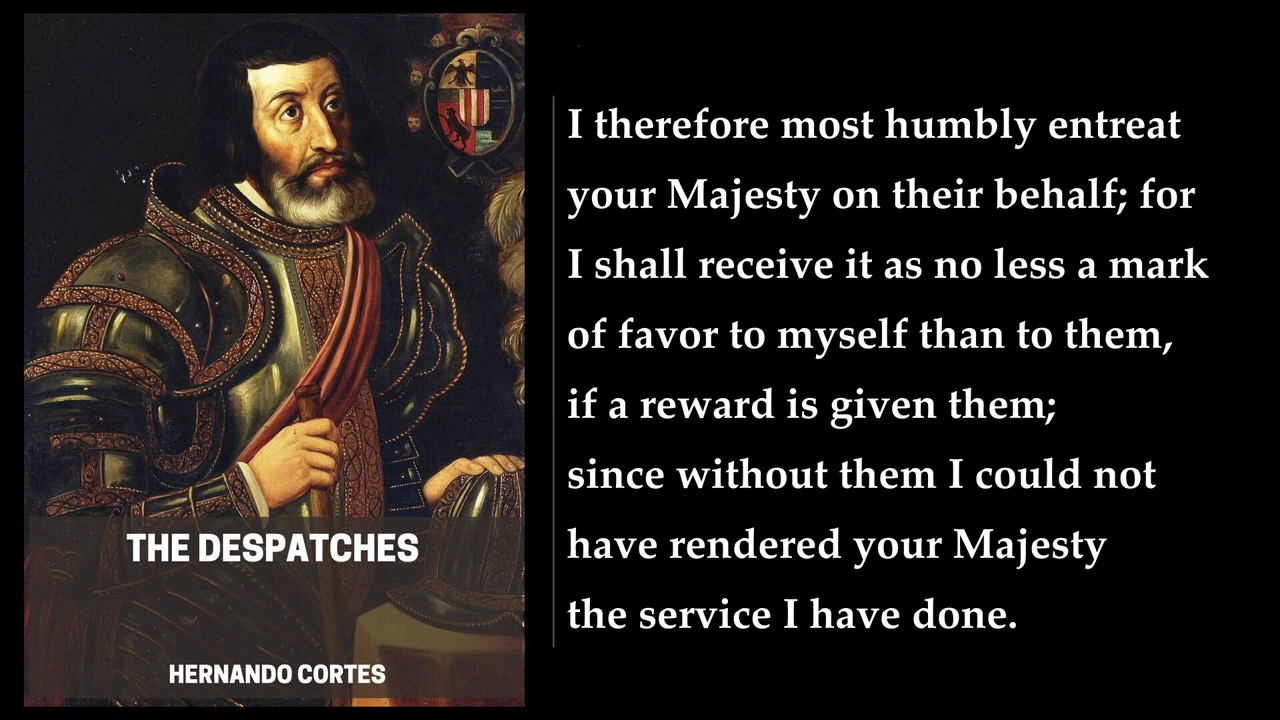 THE DESPATCHES
HERNANDO CORTES
I therefore most humbly entreat
your Majesty on their behalf; for
I shall receive it as no less a mark
of favor to myself than to them,
if a reward is given them;
since without them I could not
have rendered your Majesty
the service I have done.